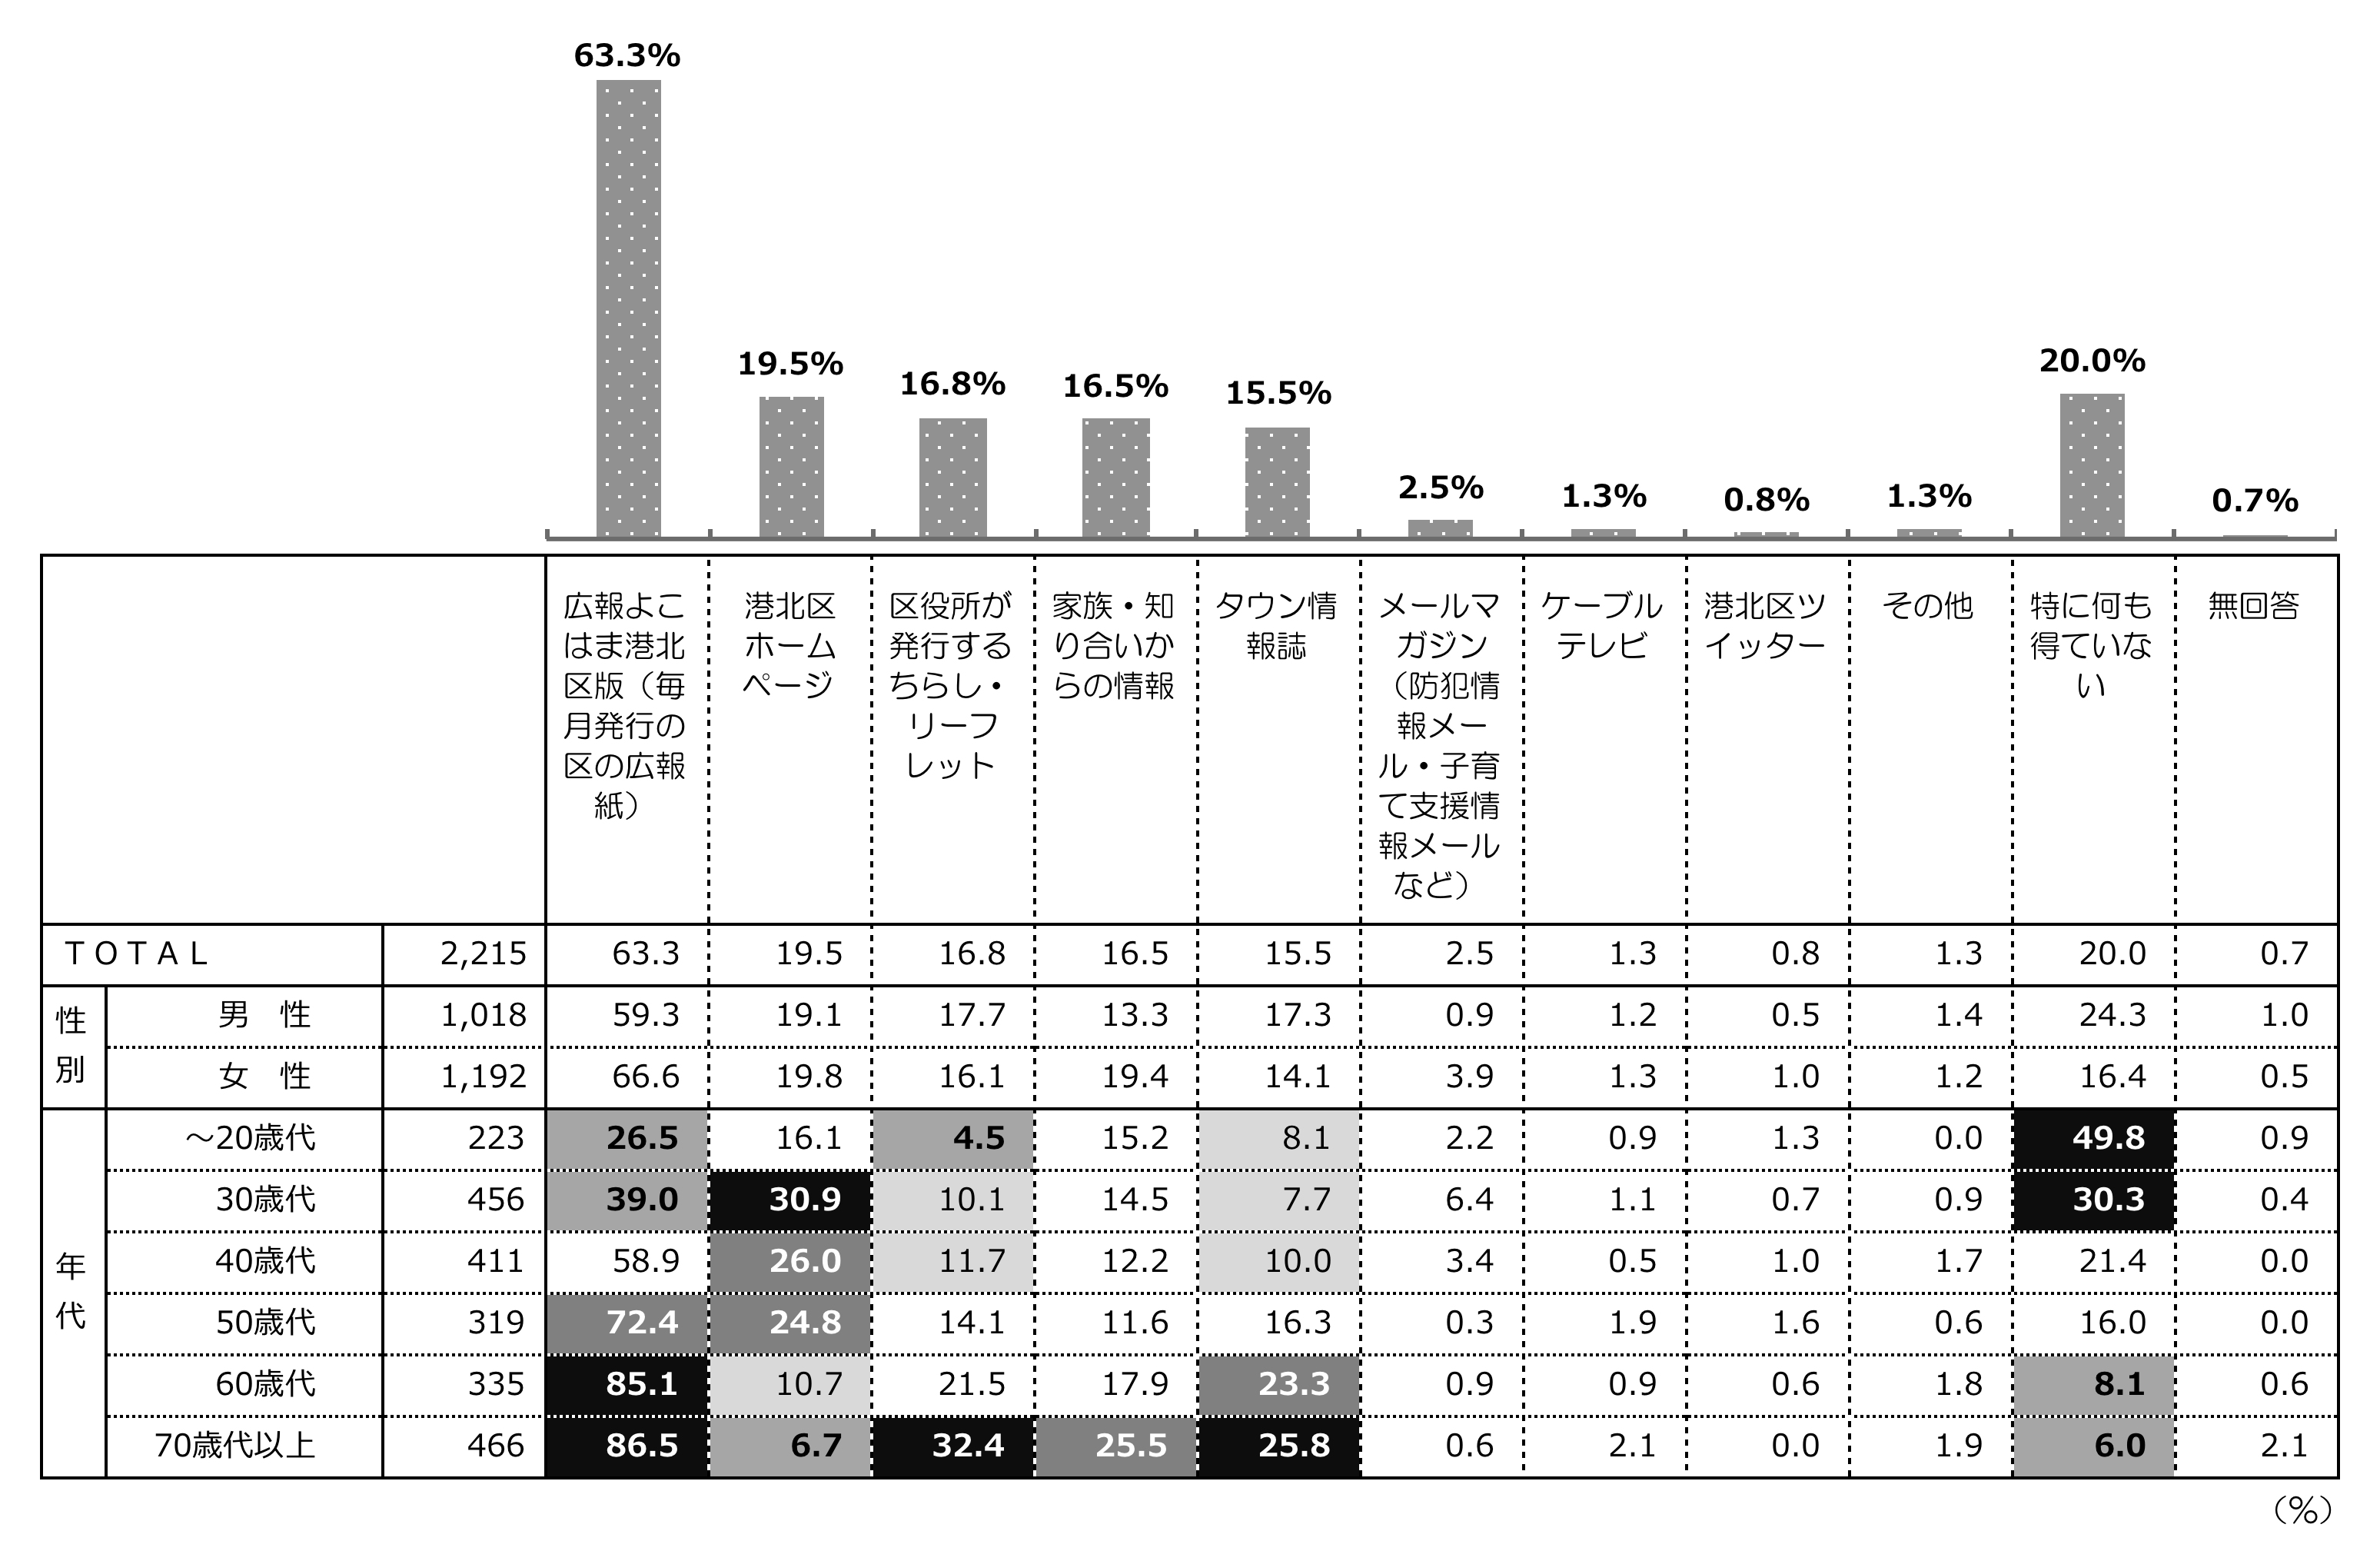 63.3%
19.5%
16.8%
16.5%
15.5%
2.5%
1.3%
0.8%
1.3%
20.0%
0.7%
広報よこ
はま港北
区版（毎
月発行の
区の広報
紙）
港北区
ホーム
ページ
区役所が
発行する
ちらし・
リーフ
レット
家族・知
り合いか
らの情報
タウン情
報誌
メールマ
ガジン
（防犯情
報メー
ル・子育
て支援情
報メール
など）
ケーブル
テレビ
港北区ツ
イッター
その他
特に何も
得ていな
い
無回答
ＴＯＴＡＬ 2,215 63.3 19.5 16.8 16.5 15.5 2.5 1.3 0.8 1.3 20.0 0.7
性別
男　性 1,018 59.3 19.1 17.7 13.3 17.3 0.9 1.2 0.5 1.4 24.3 1.0
女　性 1,192 66.6 19.8 16.1 19.4 14.1 3.9 1.3 1.0 1.2 16.4 0.5
年代
～20歳代 223 26.5 16.1 4.5 15.2 8.1 2.2 0.9 1.3 0.0 49.8 0.9
30歳代 456 39.0 30.9 10.1 14.5 7.7 6.4 1.1 0.7 0.9 30.3 0.4
40歳代 411 58.9 26.0 11.7 12.2 10.0 3.4 0.5 1.0 1.7 21.4 0.0
50歳代 319 72.4 24.8 14.1 11.6 16.3 0.3 1.9 1.6 0.6 16.0 0.0
60歳代 335 85.1 10.7 21.5 17.9 23.3 0.9 0.9 0.6 1.8 8.1 0.6
70歳代以上 466 86.5 6.7 32.4 25.5 25.8 0.6 2.1 0.0 1.9 6.0 2.1
（％）